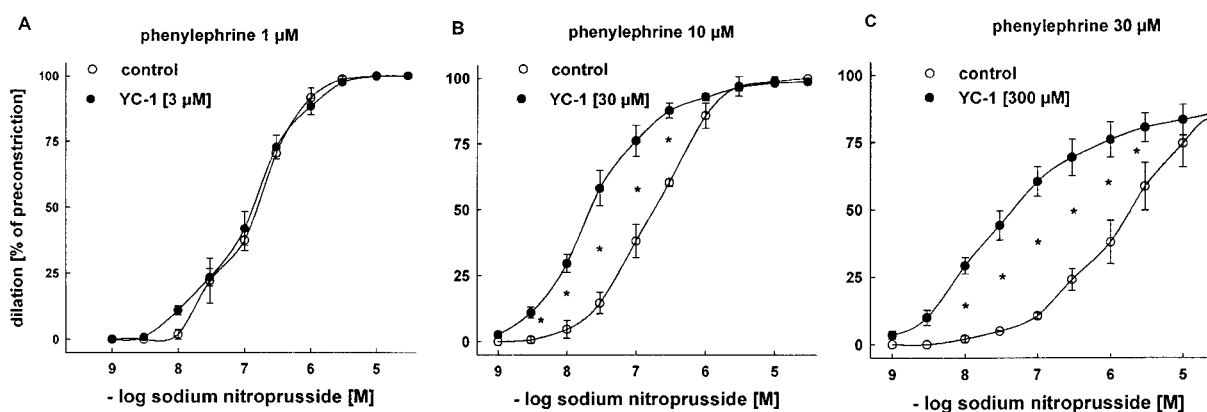 A
phenylephrine 1 µM
control
YC-1 [3 µM]
dilation [% of preconstriction]
100
75
50
25
0
9 8 7 6 5
- log sodium nitroprusside [M]
B
phenylephrine 10 µM
control
YC-1 [30 µM]
100
75
50
25
0
* * * * *
9 8 7 6 5
- log sodium nitroprusside [M]
C
phenylephrine 30 µM
control
YC-1 [300 µM]
100
75
50
25
0
* * * * * *
9 8 7 6 5
- log sodium nitroprusside [M]